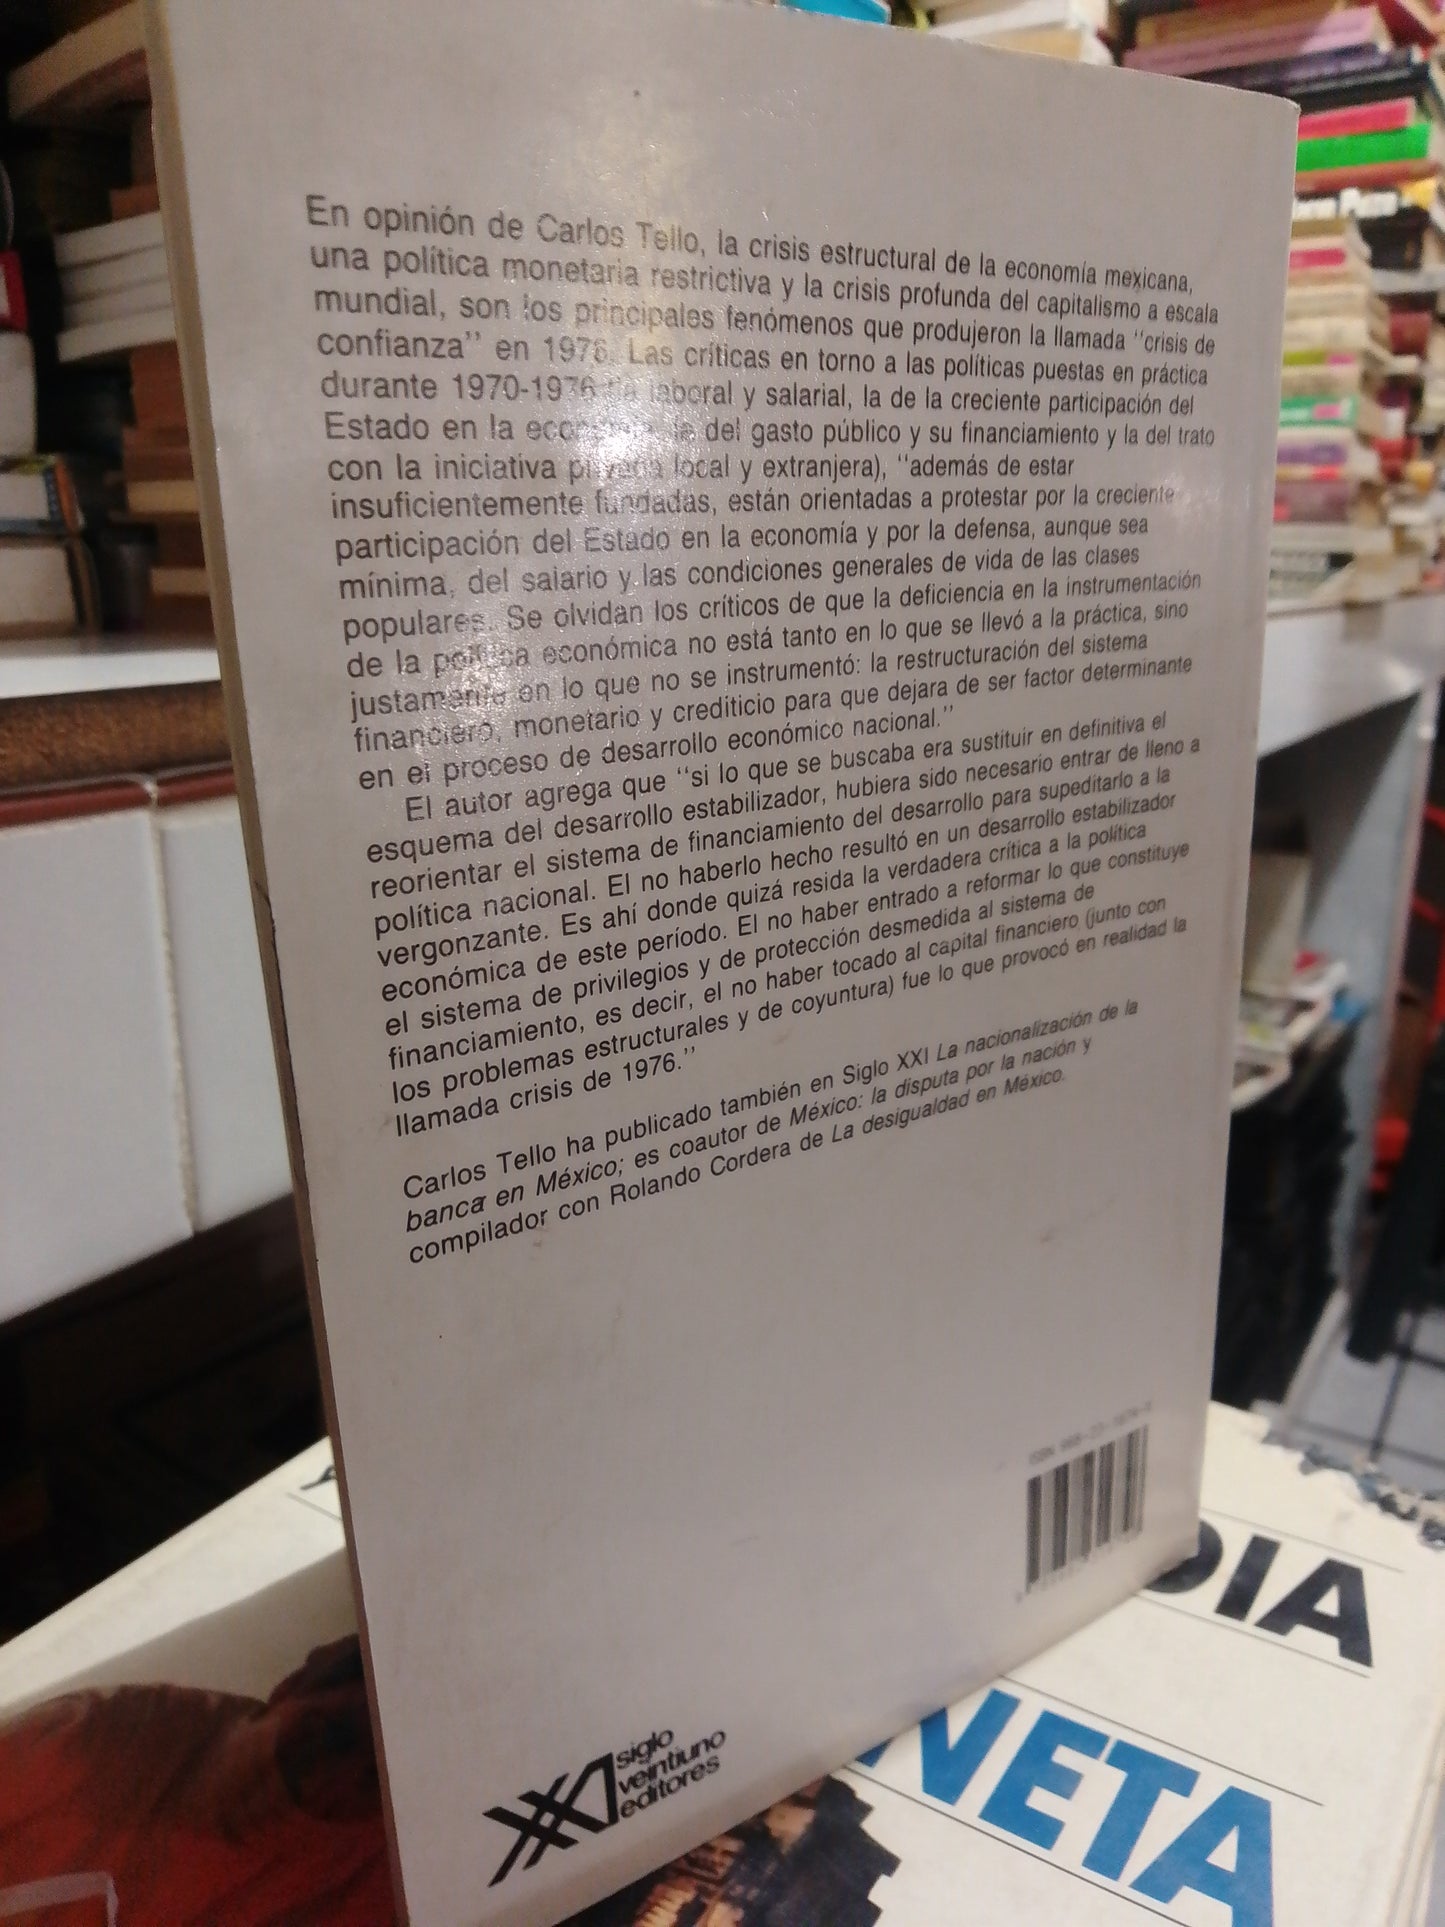 En opinión de Carlos Tello, la crisis estructural de la economía mexicana,
una política monetaria restrictiva y la crisis profunda del capitalismo a escala
mundial, son los principales fenómenos que produjeron la llamada "crisis de
confianza" en 1976. Las críticas en torno a las políticas puestas en práctica
durante 1970-1976 laboral y salarial, la de la creciente participación del
Estado en la economía, la del gasto público y su financiamiento y la del trato
con la iniciativa privada local y extranjera), "además de estar
insuficientemente fundadas, están orientadas a protestar por la creciente
participación del Estado en la economía y por la defensa, aunque sea
mínima, del salario y las condiciones generales de vida de las clases
populares. Se olvidan los críticos de que la deficiencia en la instrumentación
de la política económica no está tanto en lo que se llevó a la práctica, sino
justamente en lo que no se instrumentó: la restructuración del sistema
financiero, monetario y crediticio para que dejara de ser factor determinante
en el proceso de desarrollo económico nacional."
El autor agrega que "si lo que se buscaba era sustituir en definitiva el
esquema del desarrollo estabilizador, hubiera sido necesario entrar de lleno a
reorientar el sistema de financiamiento del desarrollo para supeditarlo a la
política nacional. El no haberlo hecho resultó en un desarrollo estabilizador
vergonzante. Es ahí donde quizá resida la verdadera crítica a la política
económica de este período. El no haber entrado a reformar lo que constituye
el sistema de privilegios y de protección desmedida al sistema de
financiamiento, es decir, el no haber tocado al capital financiero (junto con
los problemas estructurales y de coyuntura) fue lo que provocó en realidad la
llamada crisis de 1976."
Carlos Tello ha publicado también en Siglo XXI La nacionalización de la
banca en México; es coautor de México: la disputa por la nación y
compilador con Rolando Cordera de La desigualdad en México.
ISBN
siglo
veintiuno
editores
DIA
NETA